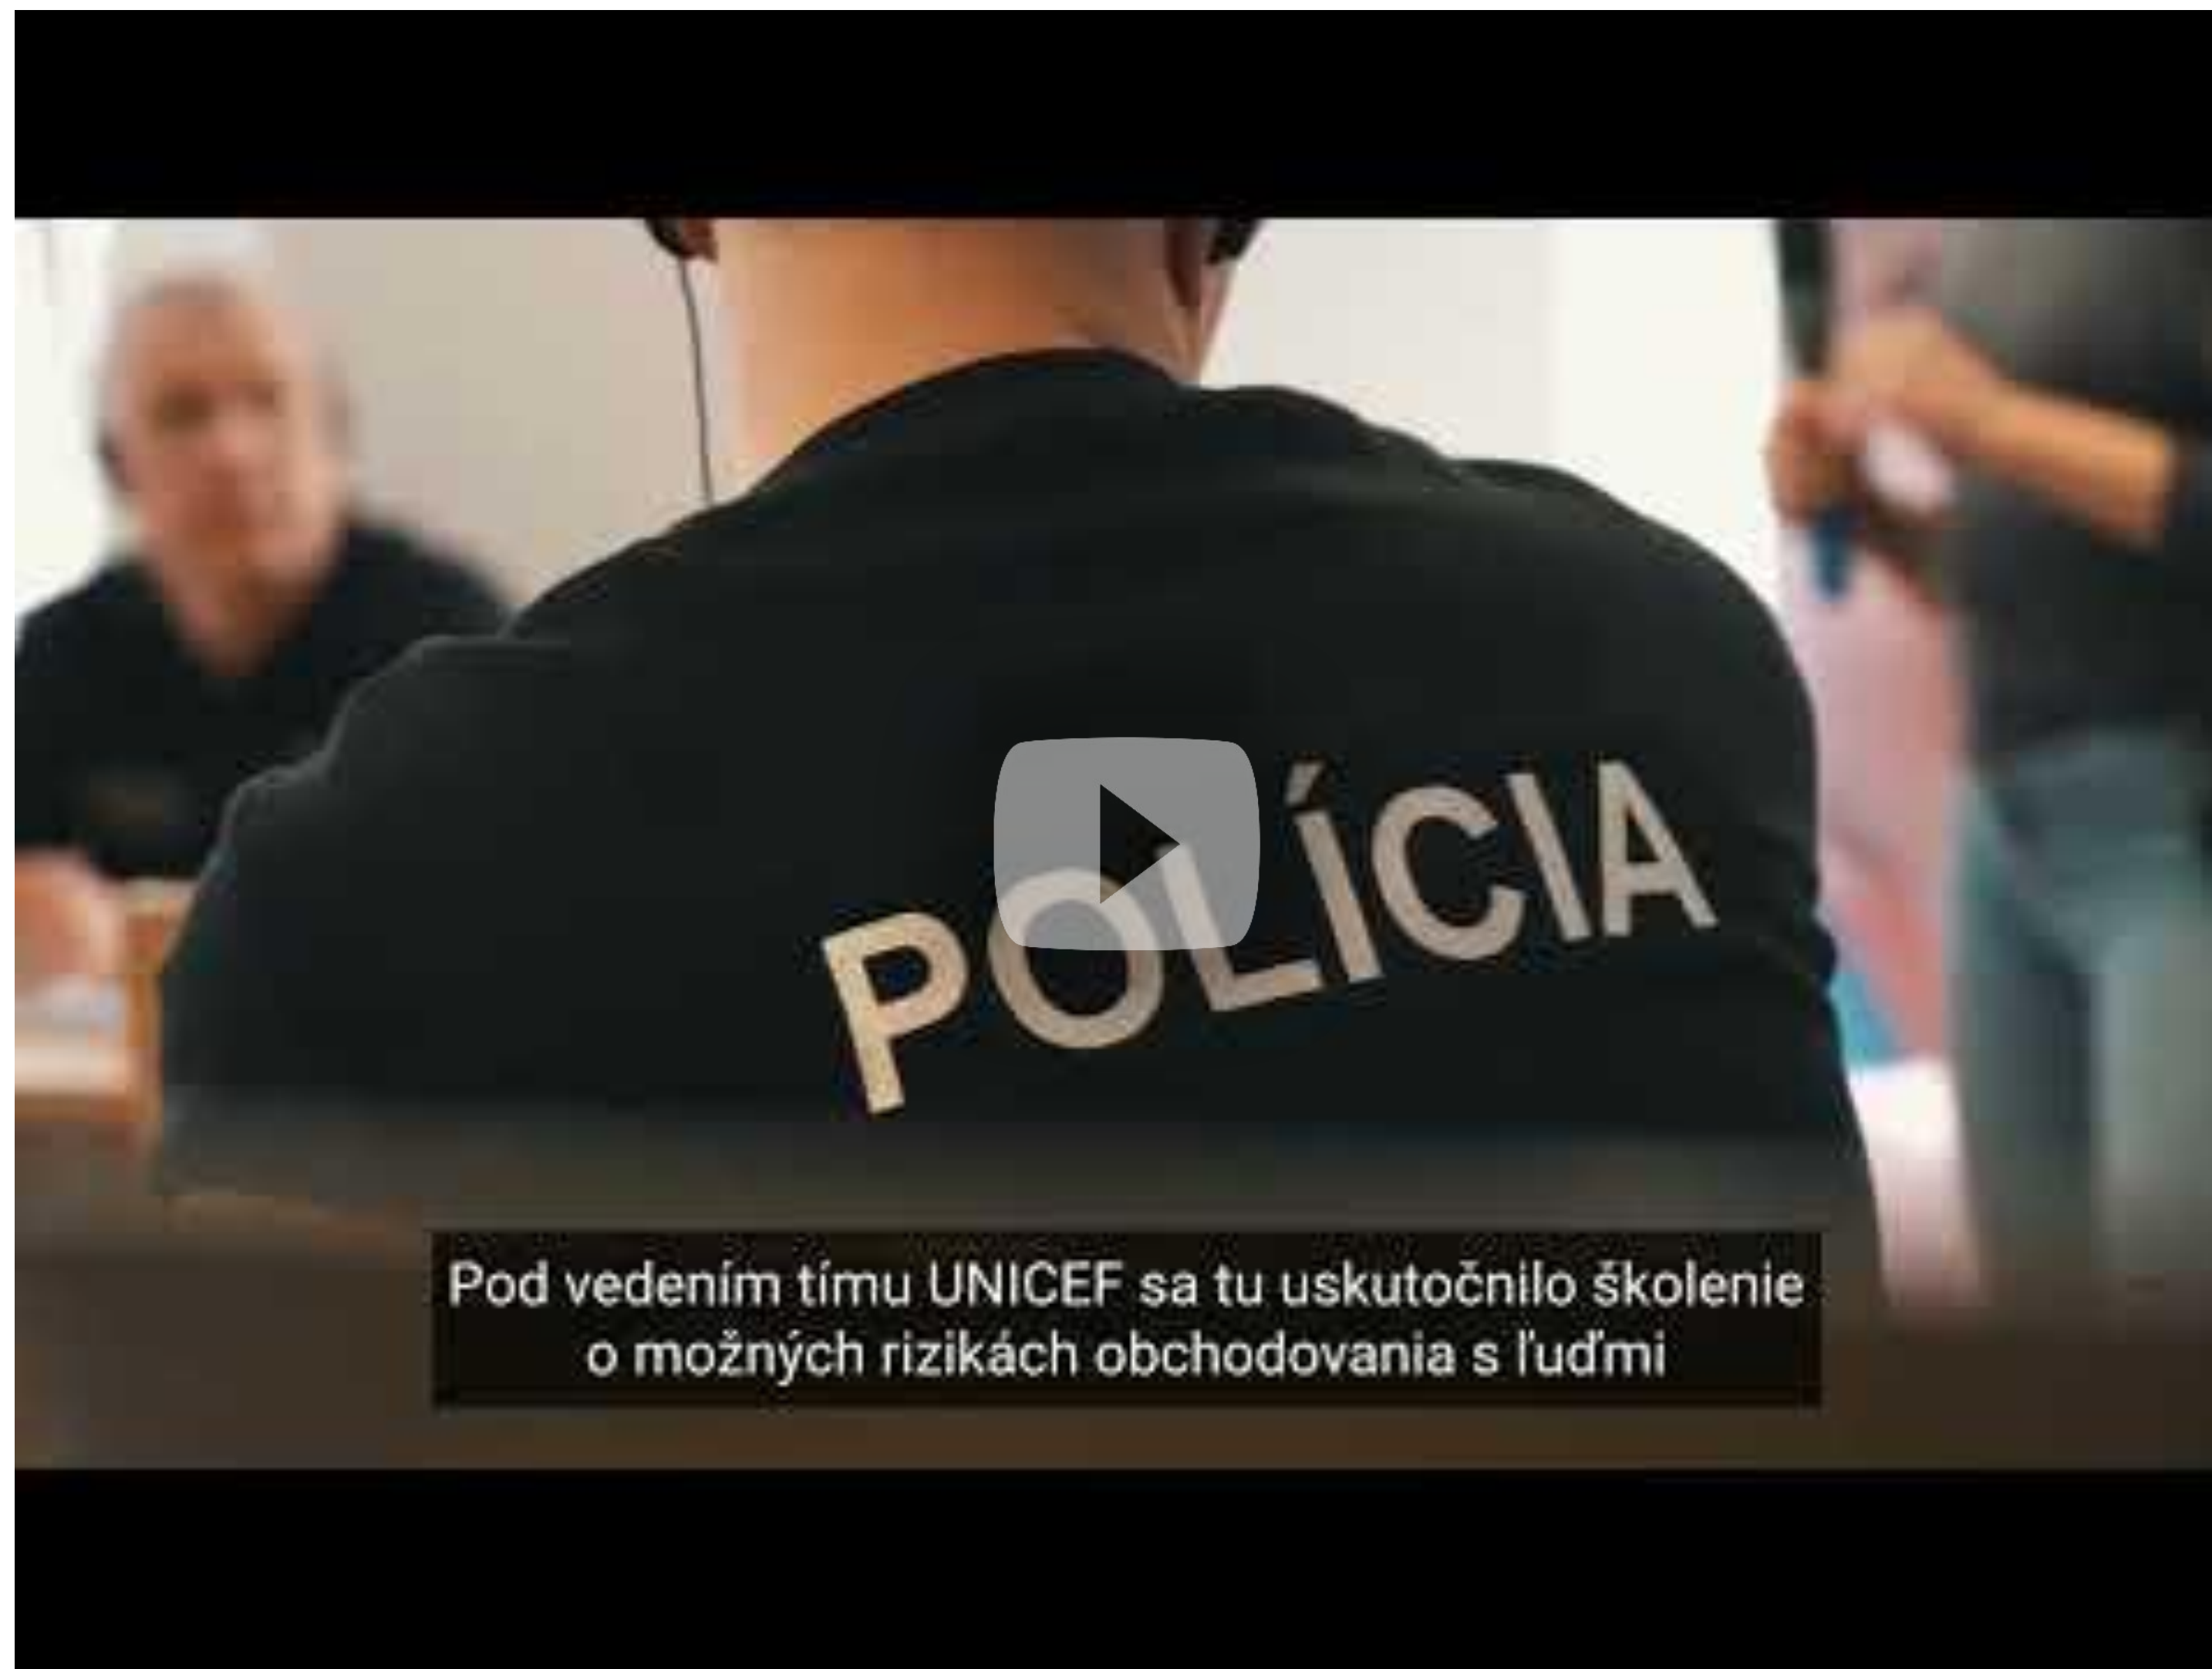 POLÍCIA
Pod vedením tímu UNICEF sa tu uskutočnilo školenie
o možných rizikách obchodovania s ľuďmi